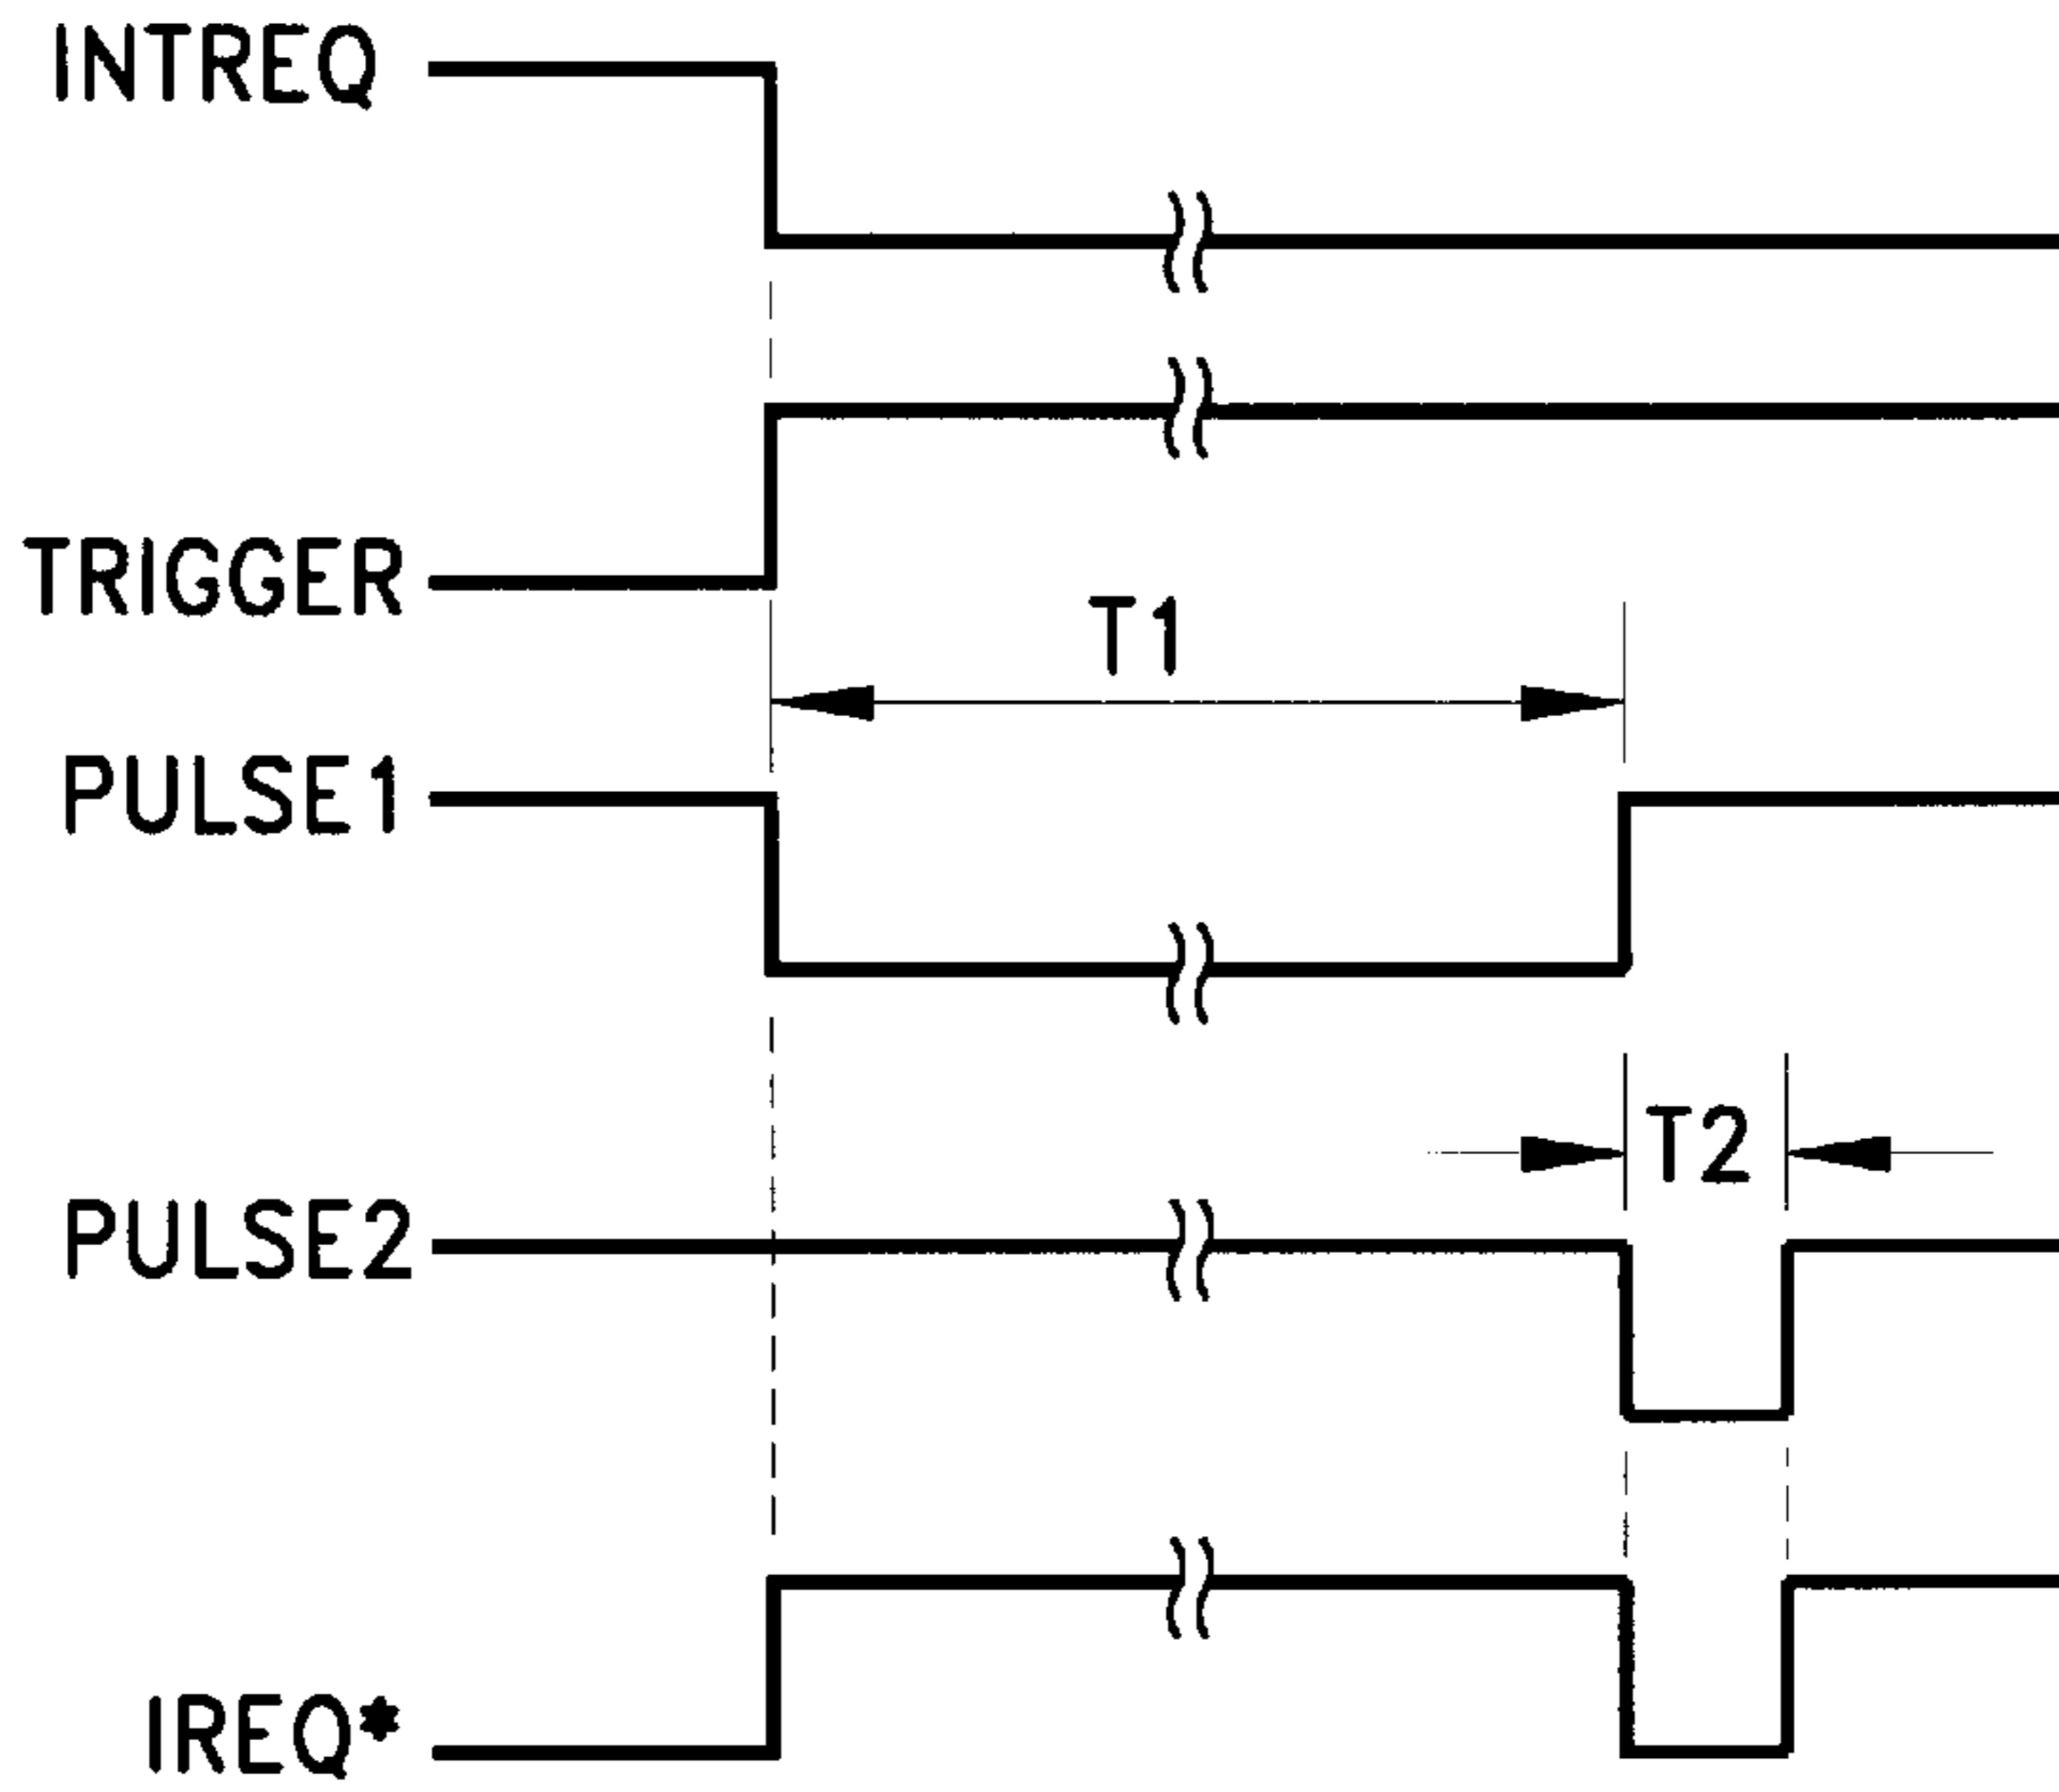 INTREQ
TRIGGER
T1
PULSE1
T2
PULSE2
IREQ*